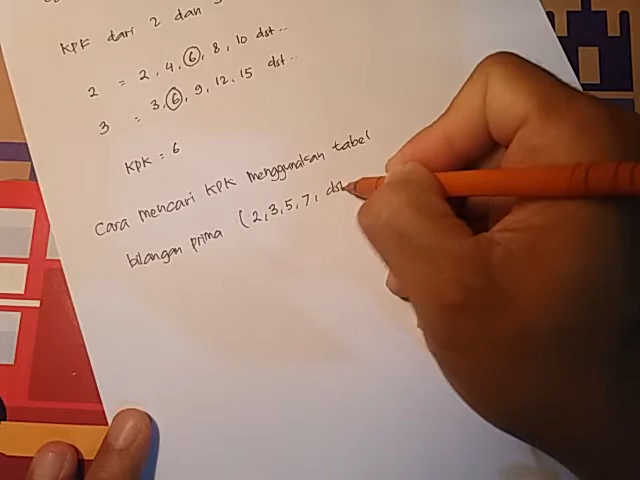 KPK dari 2 dan
2 = 2, 4, 6, 8, 10 dst...
3 = 3, 6, 9, 12, 15 dst...
KPK = 6
Cara mencari KPK menggunakan tabel
bilangan prima (2, 3, 5, 7, dst